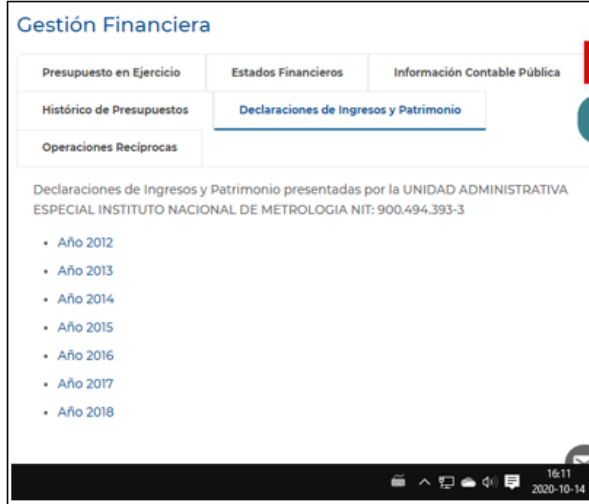 Gestión Financiera
Presupuesto en Ejercicio
Estados Financieros
Información Contable Pública
Histórico de Presupuestos
Declaraciones de Ingresos y Patrimonio
Operaciones Recíprocas
Declaraciones de Ingresos y Patrimonio presentadas por la UNIDAD ADMINISTRATIVA
ESPECIAL INSTITUTO NACIONAL DE METROLOGIA NIT: 900.494.393-3
• Año 2012
• Año 2013
• Año 2014
• Año 2015
• Año 2016
• Año 2017
• Año 2018
16:11
2020-10-14